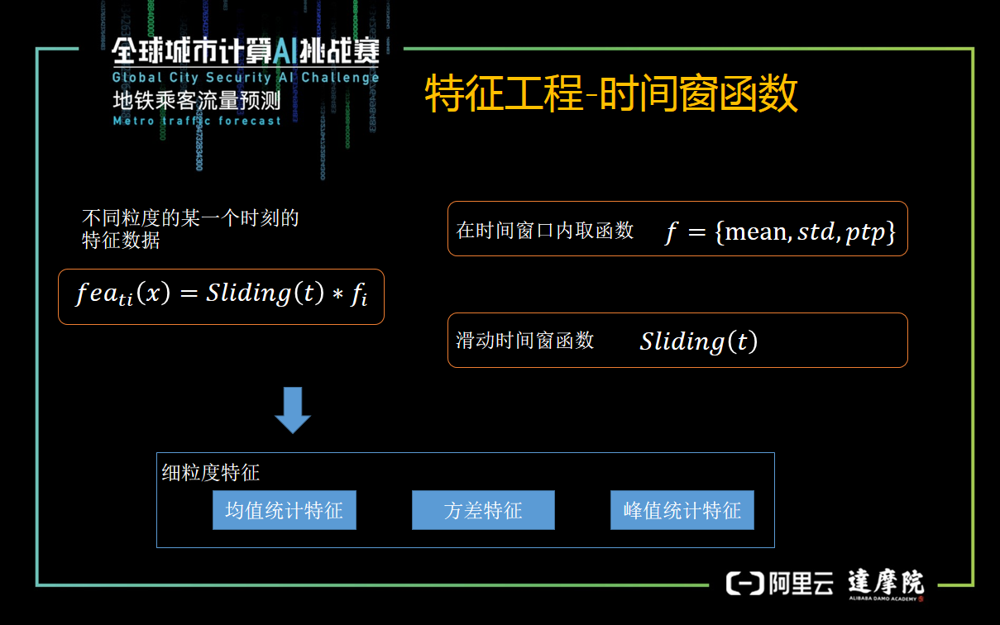 全球城市计算AI挑战赛
Global City Security AI Challenge
地铁乘客流量预测
Metro traffic forecast
特征工程-时间窗函数
不同粒度的某一个时刻的
特征数据
fea_{ti}(x) = Sliding(t) * f_i
在时间窗口内取函数 f = {mean, std, ptp}
滑动时间窗函数 Sliding(t)
细粒度特征
均值统计特征 方差特征 峰值统计特征
阿里云 達摩院
ALIBABA DAMO ACADEMY